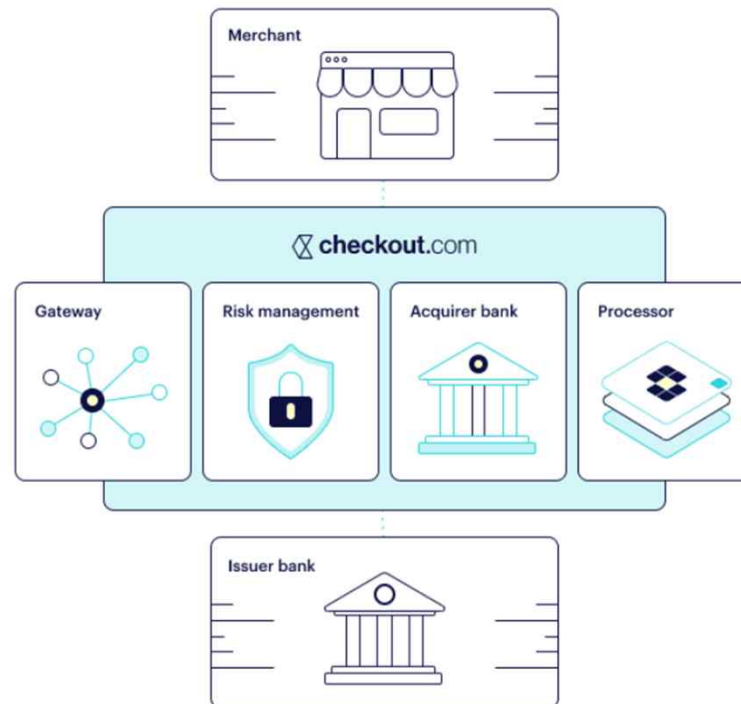 Merchant
checkout.com
Gateway
Risk management
Acquirer bank
Processor
Issuer bank